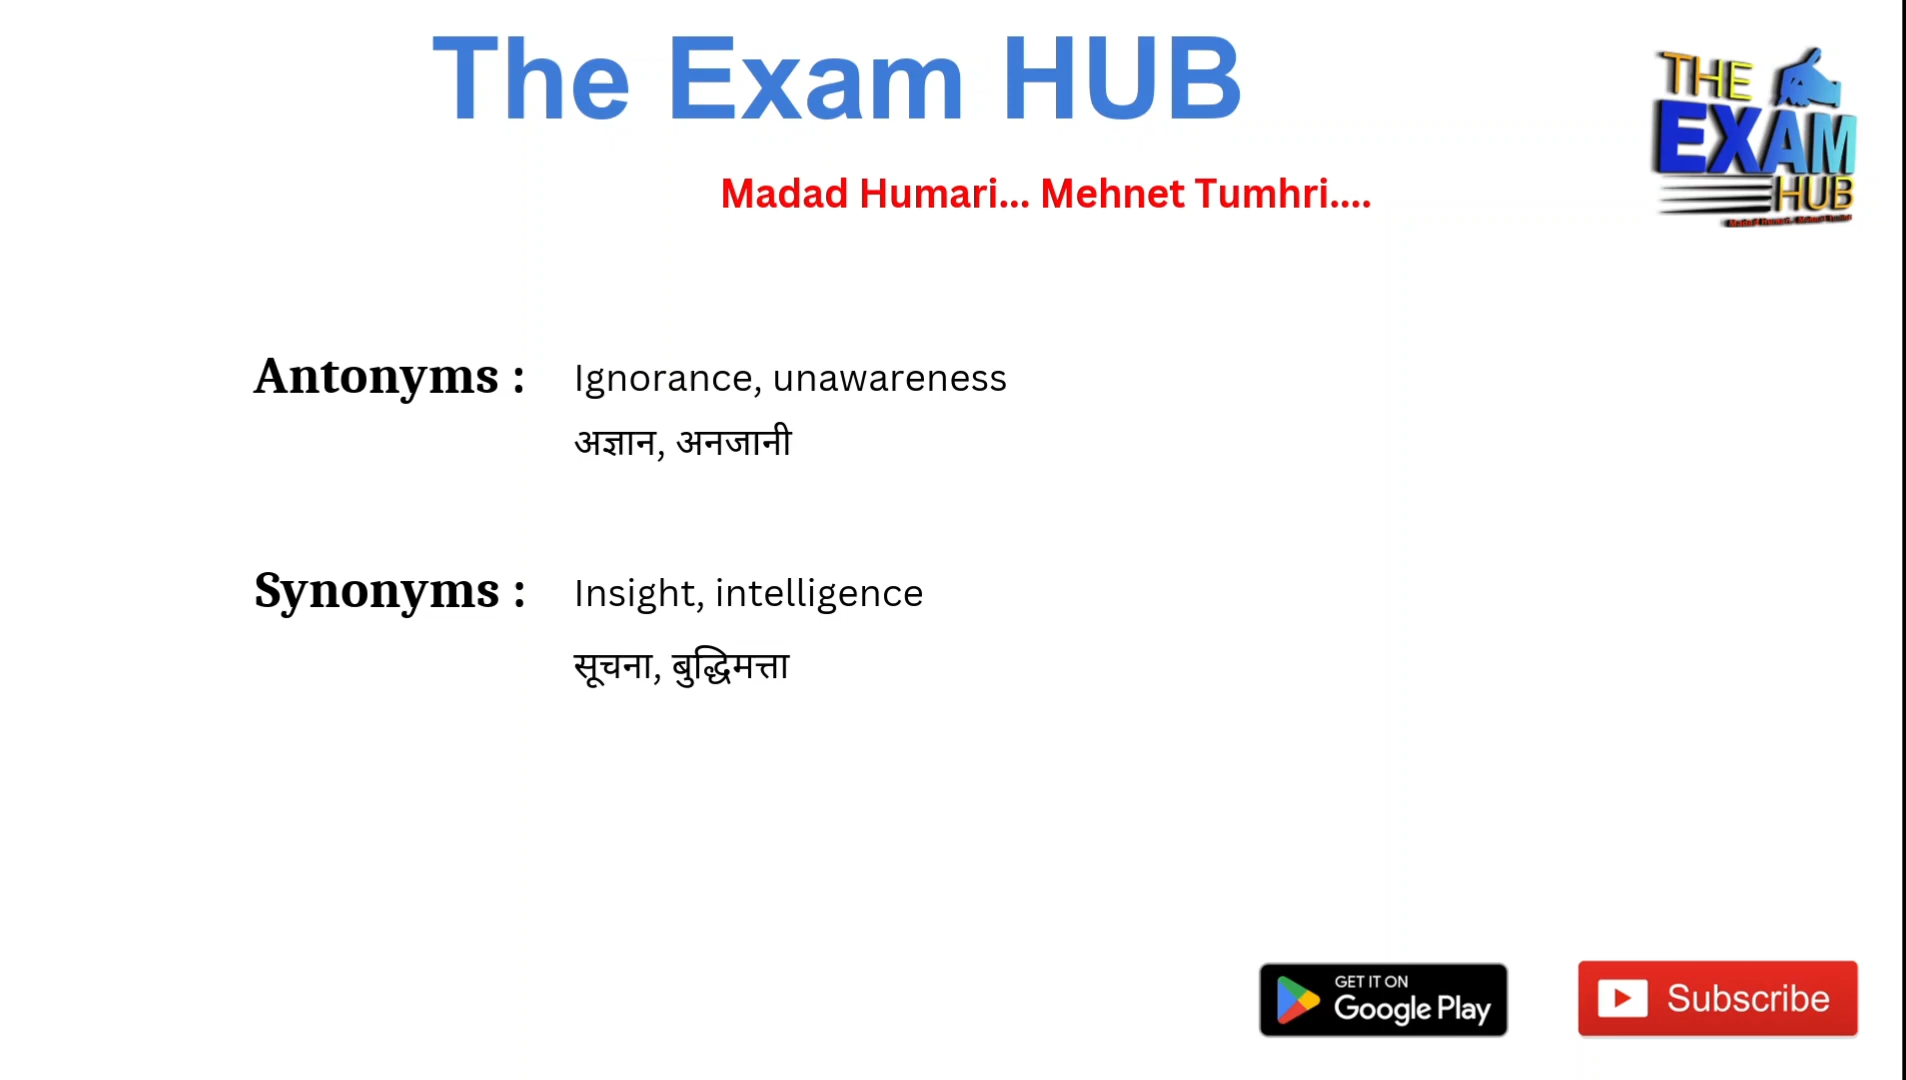 The Exam HUB
Madad Humari... Mehnet Tumhri....
THE
EXAM
HUB
Antonyms : Ignorance, unawareness
अज्ञान, अनजानी
Synonyms : Insight, intelligence
सूचना, बुद्धिमत्ता
GET IT ON
Google Play
Subscribe